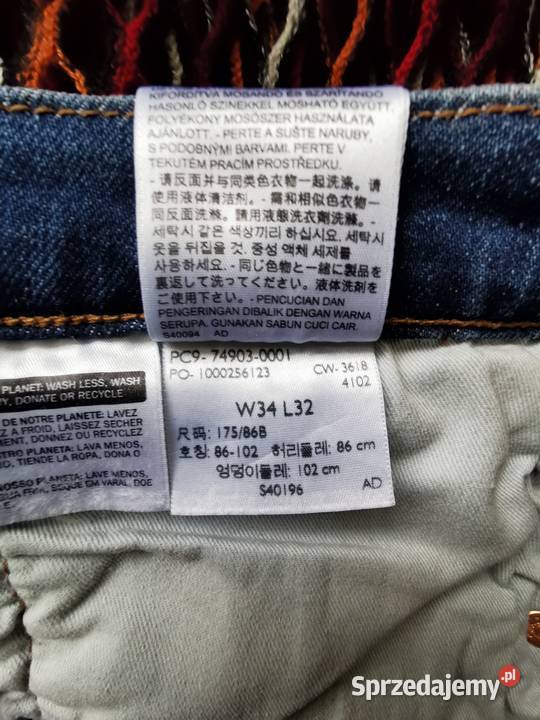 KIFORDÍTVA MOSANDÓ ÉS SZÁRÍTANDÓ
HASONLÓ SZINEKKEL MOSHATÓ EGYÜTT.
FOLYÉKONY MOSÓSZER HASZNÁLATA
AJÁNLOTT. - PERTE A SUŠTE NARUBY,
S PODOBNÝMI BARVAMI. PERTE V
TEKUTÉM PRACÍM PROSTŘEDKU.
- 请反面并与同类色衣物一起洗涤。请
使用液体清洁剂。- 需和相似色衣物一
同反面洗滌。請用液態洗衣劑洗滌。-
세탁시 같은 색상끼리 하십시요. 세탁시
옷을 뒤집을 것. 중성 액체 세제를
사용하세요. - 同じ色物と一緒に製品を
裏返して洗ってください。液体洗剤をご
使用下さい。- PENCUCIAN DAN
PENGERINGAN DIBALIK DENGAN WARNA
SERUPA. GUNAKAN SABUN CUCI CAIR.
S40094 AD
PC9- 74903-0001
PO- 1000256123 CW- 3618
4102
W34 L32
尺码: 175/86B
호칭: 86-102 허리둘레: 86 cm
엉덩이둘레: 102 cm
S40196 AD
PLANET: WASH LESS, WASH
DONATE OR RECYCLE
DE NOTRE PLANETE: LAVEZ
À FROID, LAISSEZ SECHER
DONNEZ OU RECYCLEZ
STRO PLANETA: LAVA MENOS,
TIENDE LA ROPA, DONA O
NOSSO PLANETA: LAVE MENOS,
FRIA, SEQUE EM VARAL, DOE
Sprzedajemy.pl